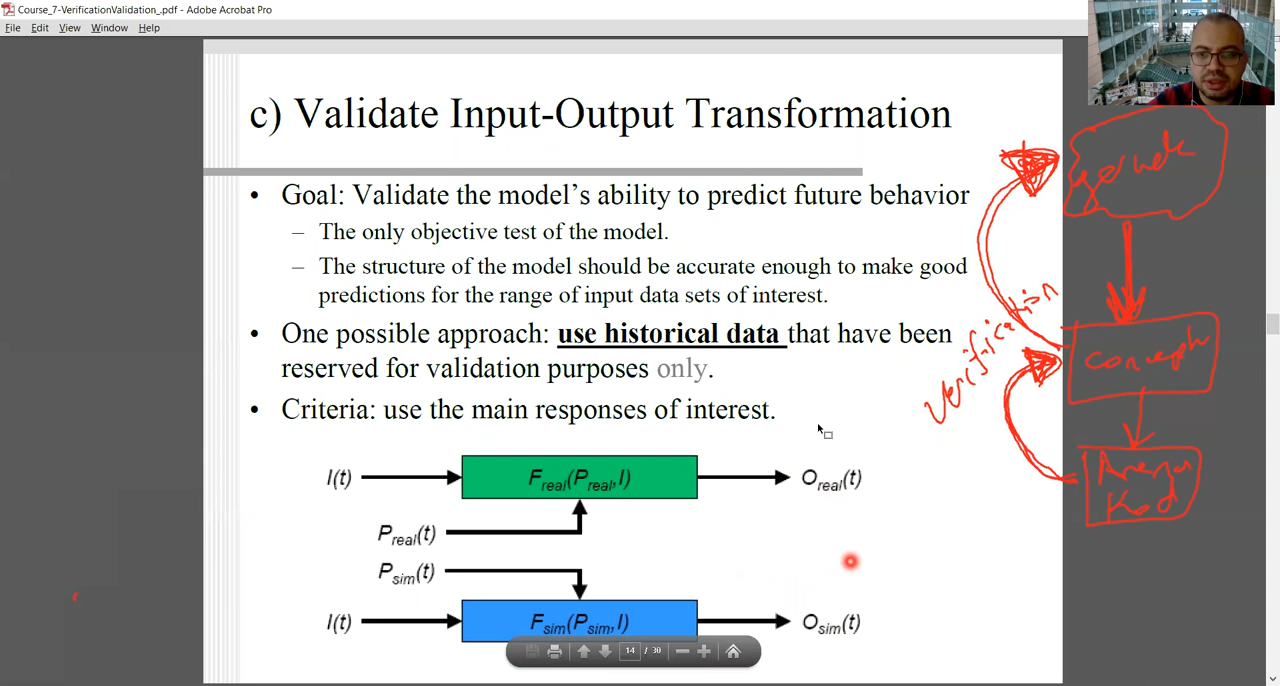 Course_7-VerificationValidation_.pdf - Adobe Acrobat Pro
File Edit View Window Help
c) Validate Input-Output Transformation
• Goal: Validate the model's ability to predict future behavior
– The only objective test of the model.
– The structure of the model should be accurate enough to make good
predictions for the range of input data sets of interest.
• One possible approach: use historical data that have been
reserved for validation purposes only.
• Criteria: use the main responses of interest.
I(t) Freal(Preal,I) Oreal(t)
Preal(t)
Psim(t)
I(t) Fsim(Psim,I) Osim(t)
14 / 30
Verification
Kod